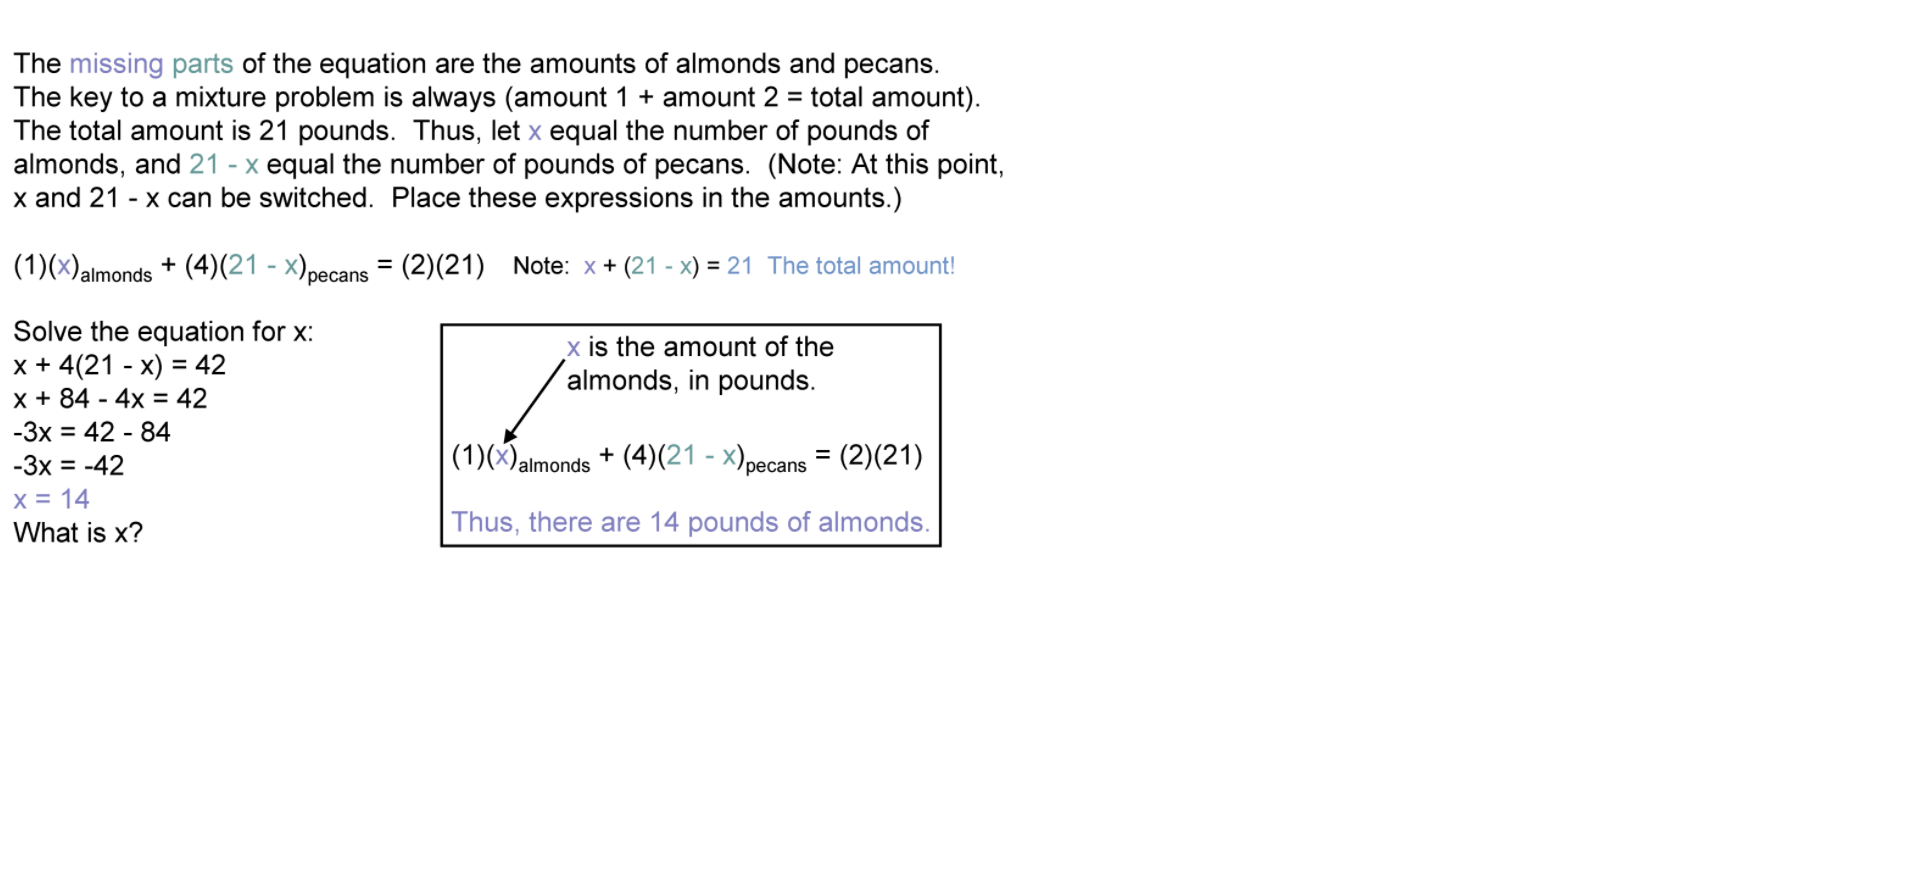 The missing parts of the equation are the amounts of almonds and pecans.
The key to a mixture problem is always (amount 1 + amount 2 = total amount).
The total amount is 21 pounds.  Thus, let x equal the number of pounds of
almonds, and 21 - x equal the number of pounds of pecans.  (Note: At this point,
x and 21 - x can be switched.  Place these expressions in the amounts.)
(1)(x)almonds + (4)(21 - x)pecans = (2)(21)   Note:  x + (21 - x) = 21  The total amount!
Solve the equation for x:
x + 4(21 - x) = 42
x + 84 - 4x = 42
-3x = 42 - 84
-3x = -42
x = 14
What is x?
x is the amount of the
almonds, in pounds.
(1)(x)almonds + (4)(21 - x)pecans = (2)(21)
Thus, there are 14 pounds of almonds.